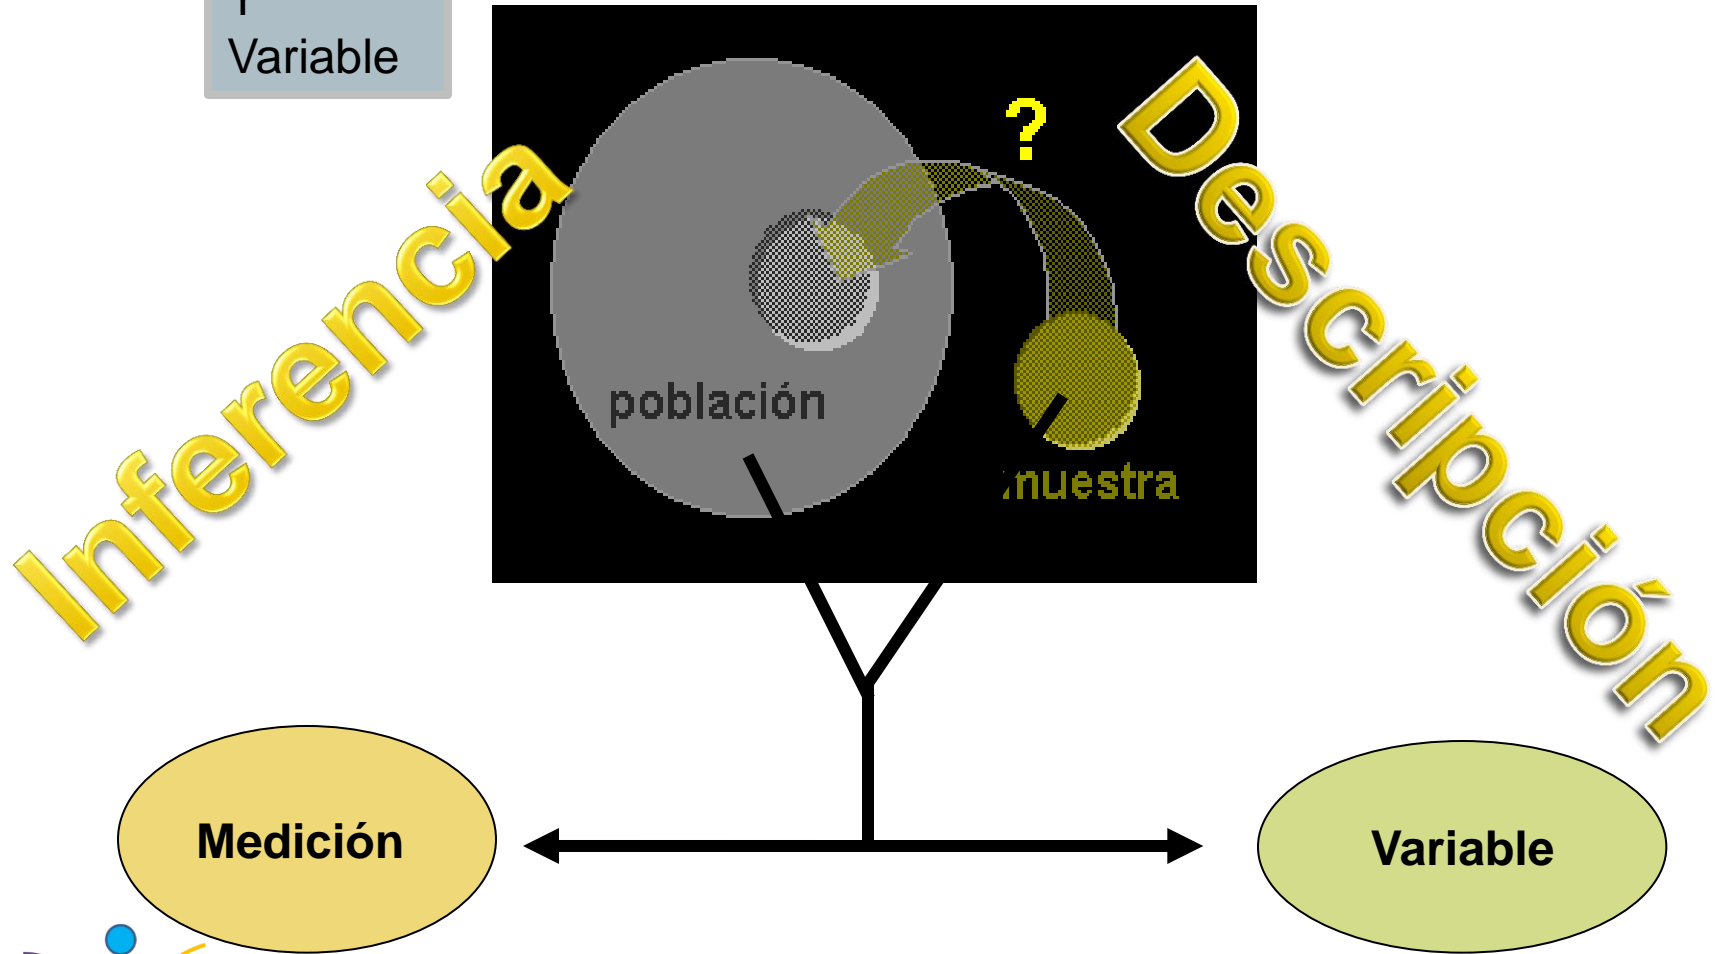 Variable
?
Inferencia
Descripción
población
muestra
Medición
Variable